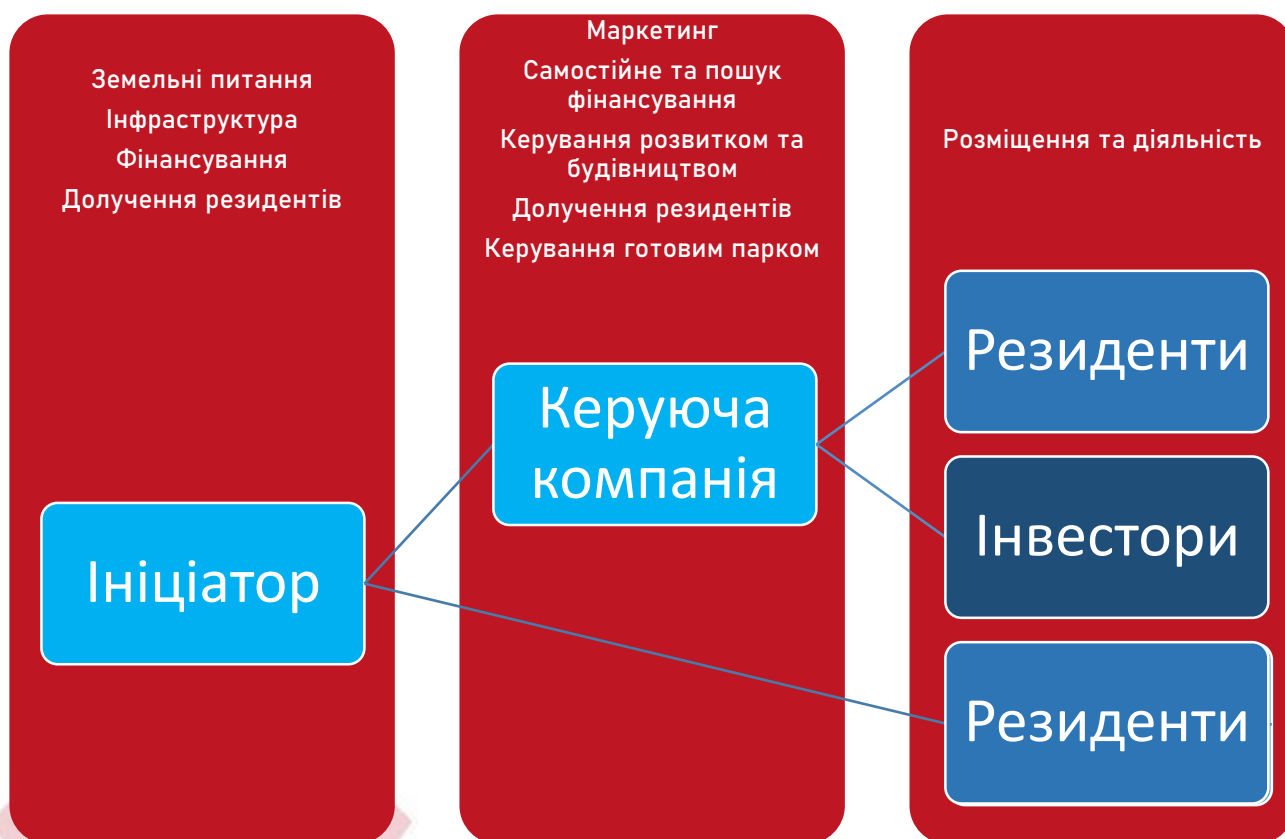 Земельні питання
Інфраструктура
Фінансування
Долучення резидентів
Ініціатор
Маркетинг
Самостійне та пошук
фінансування
Керування розвитком та
будівництвом
Долучення резидентів
Керування готовим парком
Керуюча
компанія
Розміщення та діяльність
Резиденти
Інвестори
Резиденти